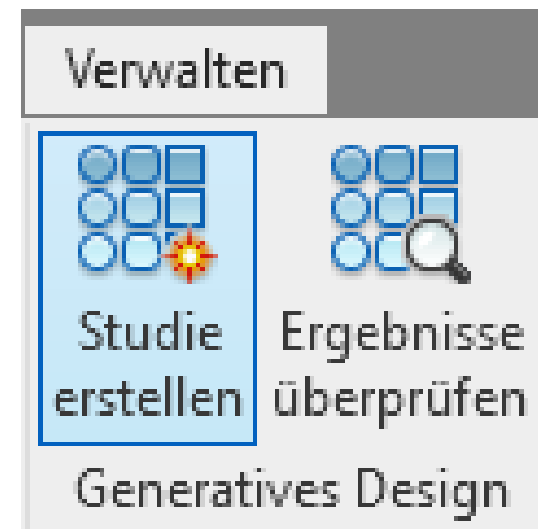 Verwalten
Studie
erstellen
Ergebnisse
überprüfen
Generatives Design